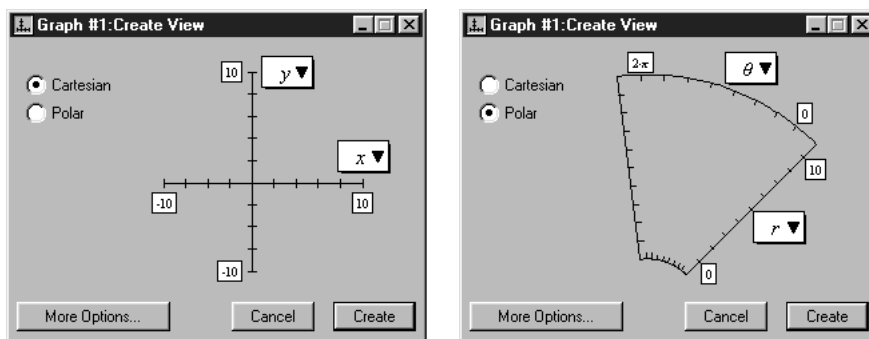 Graph #1:Create View
Cartesian
Polar
10
y
x
-10
10
-10
More Options...
Cancel
Create
Graph #1:Create View
Cartesian
Polar
2·π
θ
0
10
r
0
More Options...
Cancel
Create